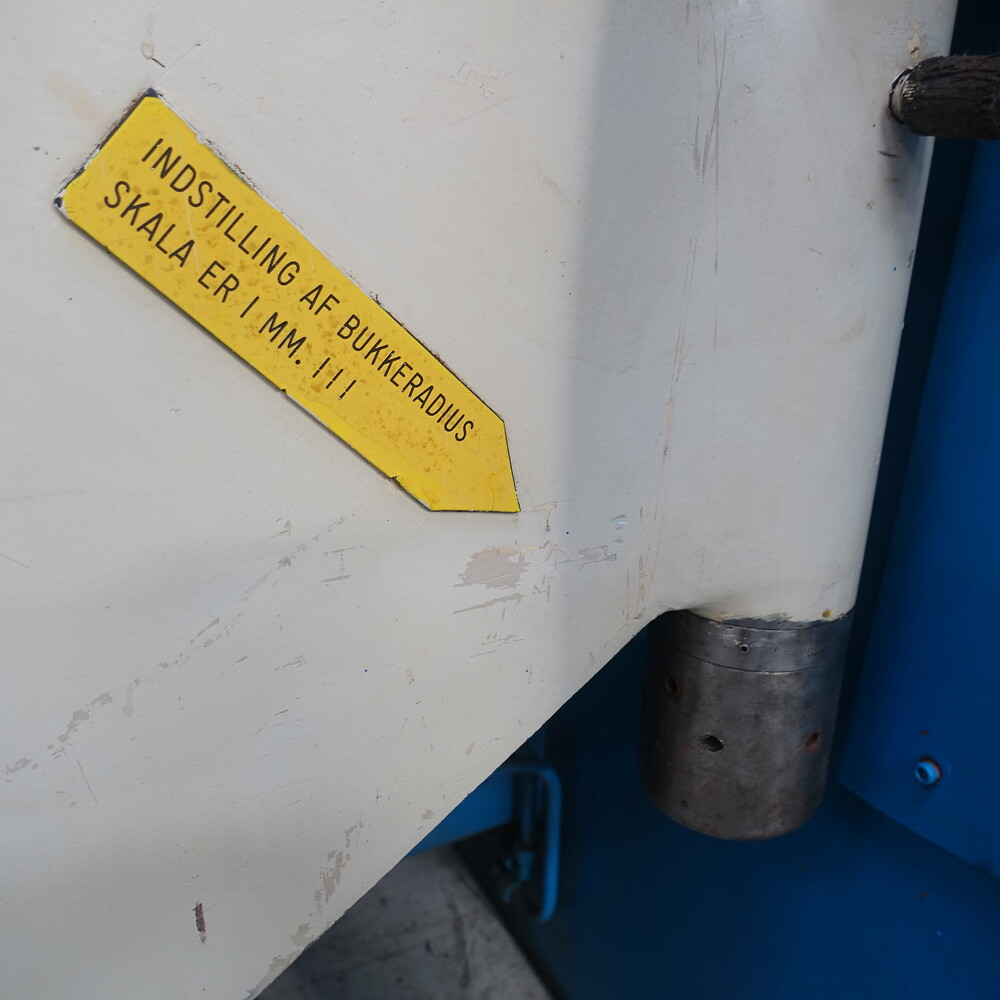 INDSTILLING AF BUKKERADIUS
SKALA ER I MM. !!!